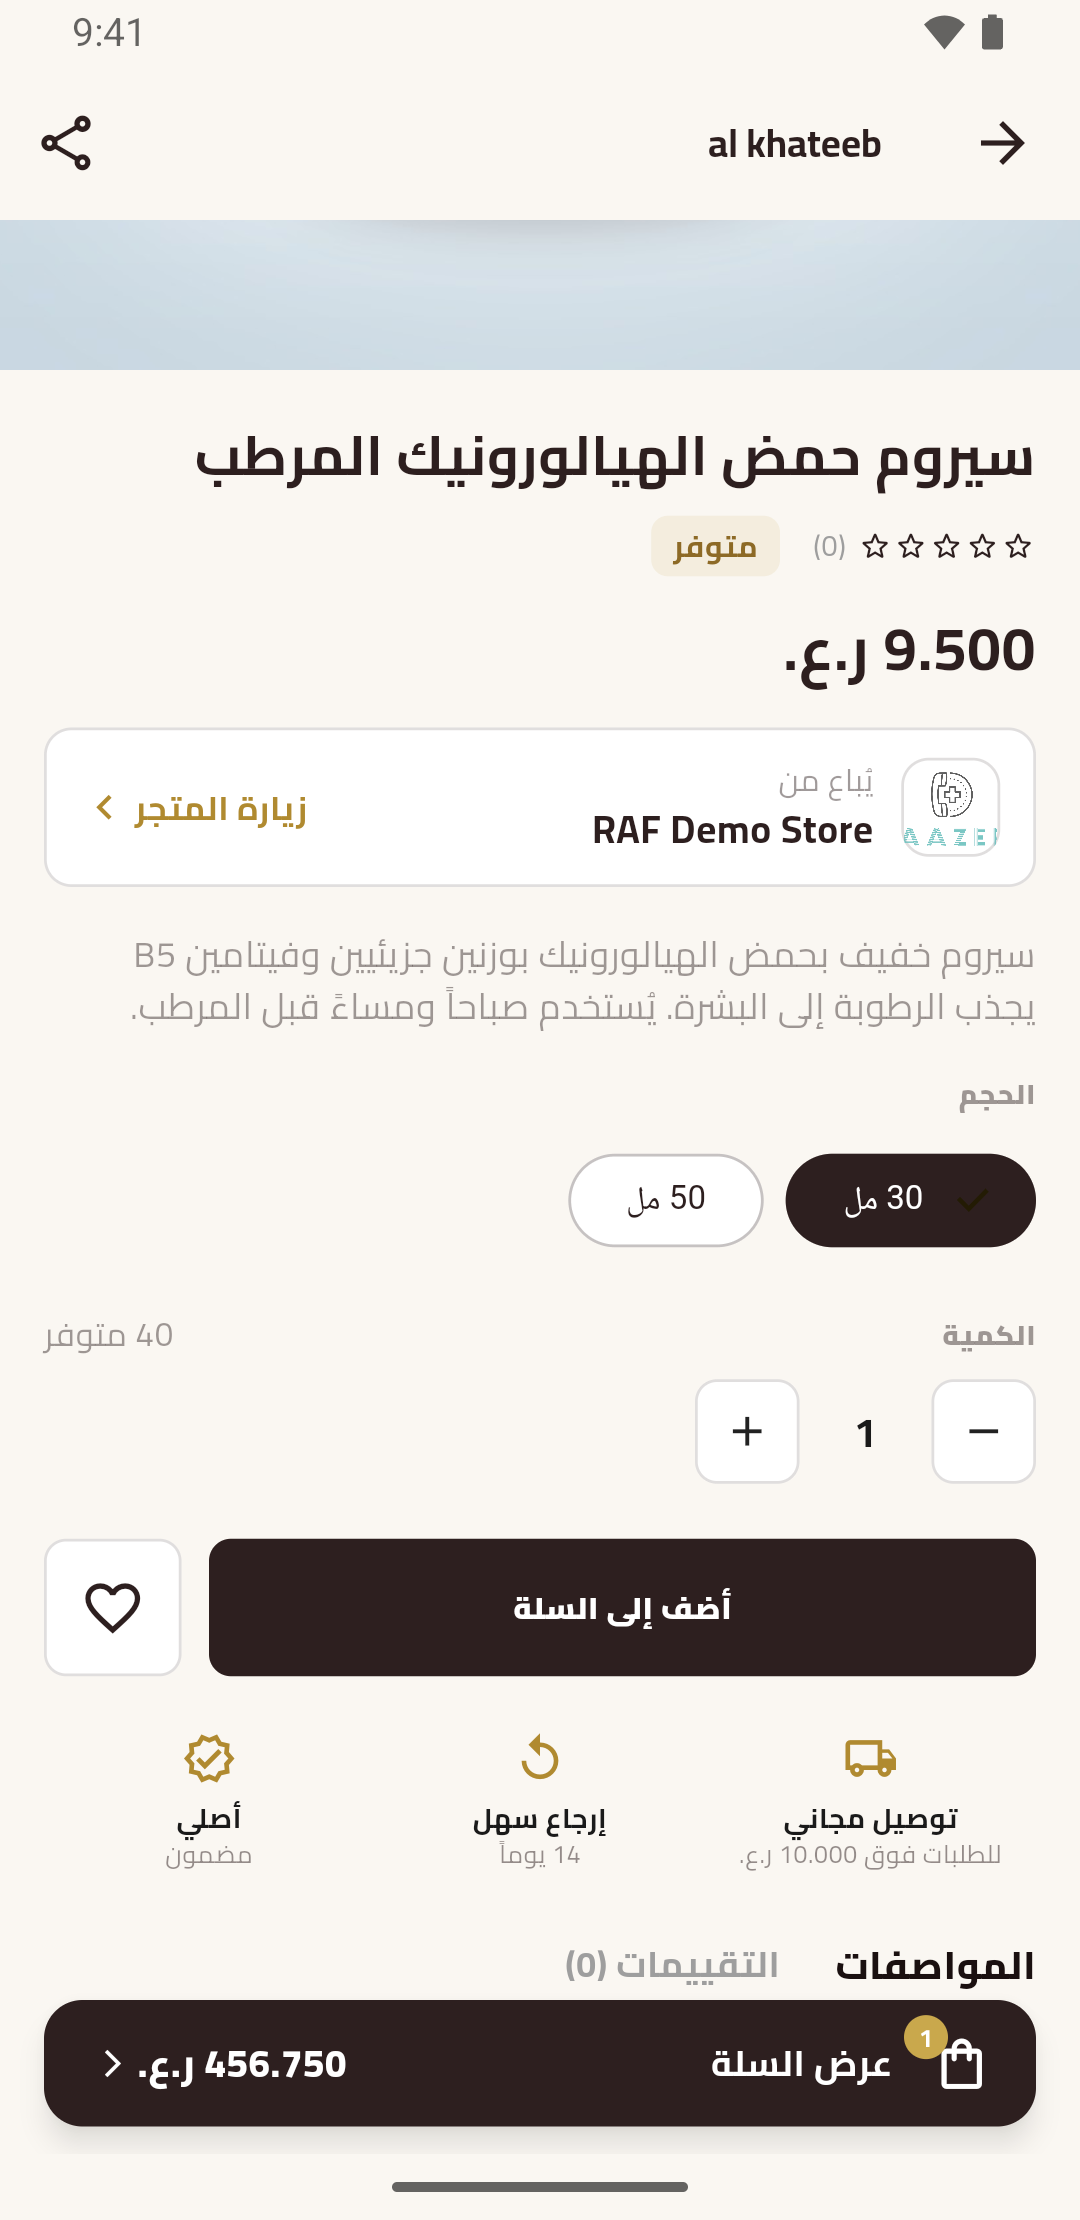 9:41
al khateeb
سيروم حمض الهيالورونيك المرطب
(0) متوفر
9.500 ر.ع.
يُباع من
RAF Demo Store
زيارة المتجر
سيروم خفيف بحمض الهيالورونيك بوزنين جزيئيين وفيتامين B5
يجذب الرطوبة إلى البشرة. يُستخدم صباحاً ومساءً قبل المرطب.
الحجم
30 مل
50 مل
الكمية
40 متوفر
1
أضف إلى السلة
توصيل مجاني
للطلبات فوق 10.000 ر.ع.
إرجاع سهل
14 يوماً
أصلي
مضمون
المواصفات
التقييمات (0)
1
عرض السلة
456.750 ر.ع.